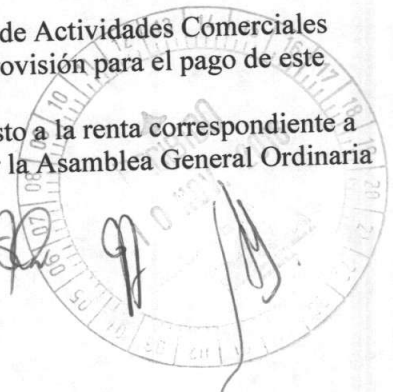 de Actividades Comerciales
ovisión para el pago de este
sto a la renta correspondiente a
la Asamblea General Ordinaria